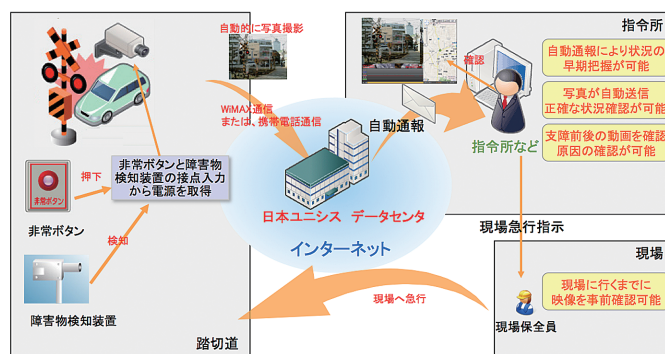 自動的に写真撮影
WiMAX通信
または、携帯電話通信
非常ボタンと障害物
検知装置の接点入力
から電源を取得
押下
非常ボタン
非常ボタン
検知
障害物検知装置
踏切道
自動通報
日本ユニシス データセンタ
インターネット
現場へ急行
指令所
確認
指令所など
自動通報により状況の
早期把握が可能
写真が自動送信
正確な状況確認が可能
支障前後の動画を確認
原因の確認が可能
現場急行指示
現場
現場に行くまでに
映像を事前確認可能
現場保全員